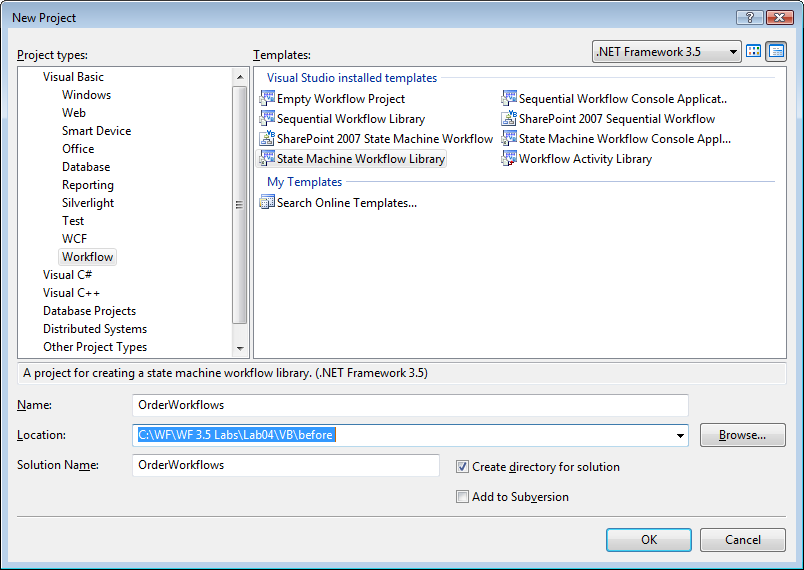 New Project
Project types:
Templates:
.NET Framework 3.5
Visual Basic
Windows
Web
Smart Device
Office
Database
Reporting
Silverlight
Test
WCF
Workflow
Visual C#
Visual C++
Database Projects
Distributed Systems
Other Project Types
Visual Studio installed templates
Empty Workflow Project
Sequential Workflow Console Applicat..
Sequential Workflow Library
SharePoint 2007 Sequential Workflow
SharePoint 2007 State Machine Workflow
State Machine Workflow Console Appl...
State Machine Workflow Library
Workflow Activity Library
My Templates
Search Online Templates...
A project for creating a state machine workflow library. (.NET Framework 3.5)
Name:
OrderWorkflows
Location:
C:\WF\WF 3.5 Labs\Lab04\VB\before
Browse...
Solution Name:
OrderWorkflows
Create directory for solution
Add to Subversion
OK
Cancel